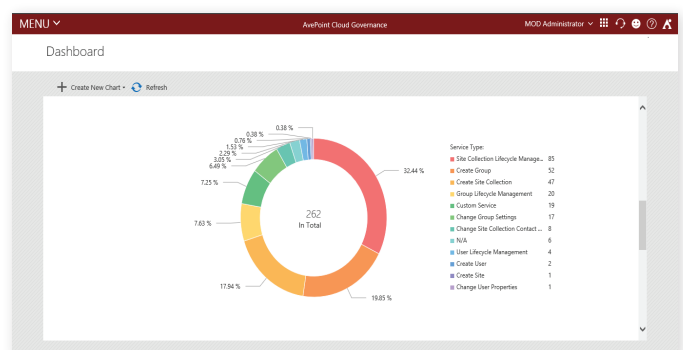 MENU
AvePoint Cloud Governance
MOD Administrator
Dashboard
Create New Chart
Refresh
0.38 %
0.38 %
0.76 %
1.53 %
2.29 %
3.05 %
6.49 %
7.25 %
7.63 %
17.94 %
19.85 %
32.44 %
262
In Total
Service Type:
Site Collection Lifecycle Manage... 85
Create Group 52
Create Site Collection 47
Group Lifecycle Management 20
Custom Service 19
Change Group Settings 17
Change Site Collection Contact ... 8
N/A 6
User Lifecycle Management 4
Create User 2
Create Site 1
Change User Properties 1